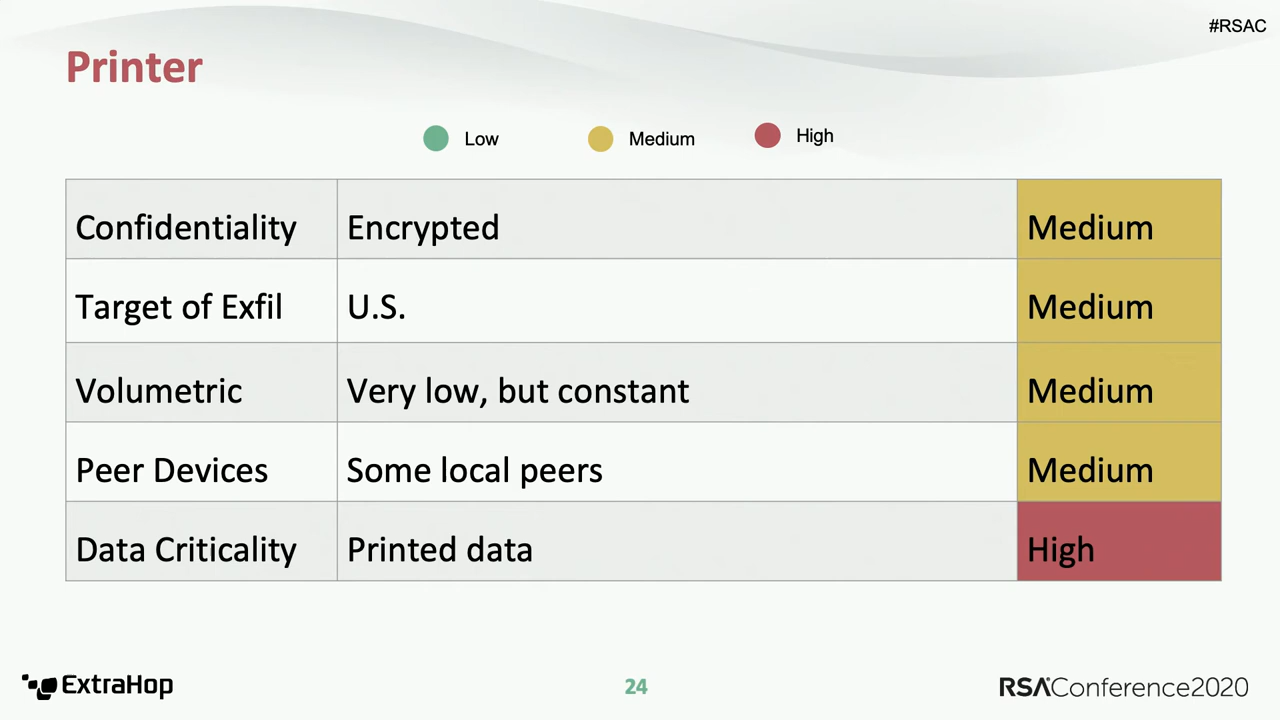 #RSAC
Printer
Low Medium High
Confidentiality Encrypted Medium
Target of Exfil U.S. Medium
Volumetric Very low, but constant Medium
Peer Devices Some local peers Medium
Data Criticality Printed data High
ExtraHop 24 RSAConference2020